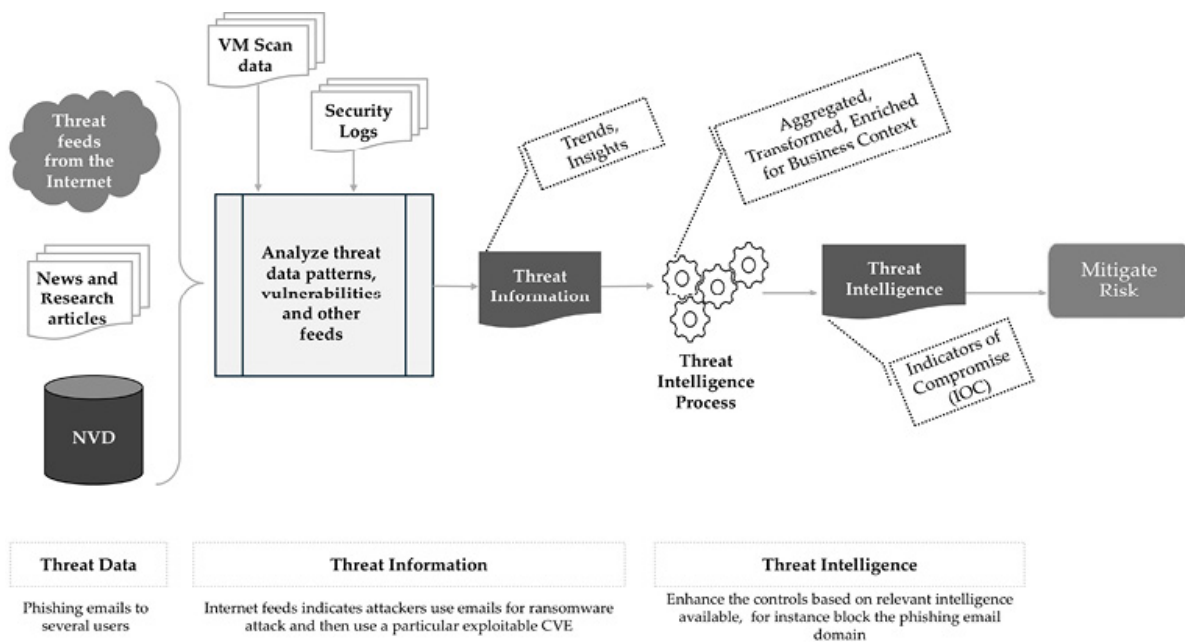 VM Scan
data
Security
Logs
Threat
feeds
from the
Internet
News and
Research
articles
NVD
Analyze threat
data patterns,
vulnerabilities
and other
feeds
Trends,
Insights
Threat
Information
Aggregated,
Transformed, Enriched
for Business Context
Threat
Intelligence
Process
Threat
Intelligence
Indicators of
Compromise
(IOC)
Mitigate
Risk
Threat Data
Phishing emails to
several users
Threat Information
Internet feeds indicates attackers use emails for ransomware
attack and then use a particular exploitable CVE
Threat Intelligence
Enhance the controls based on relevant intelligence
available, for instance block the phishing email
domain